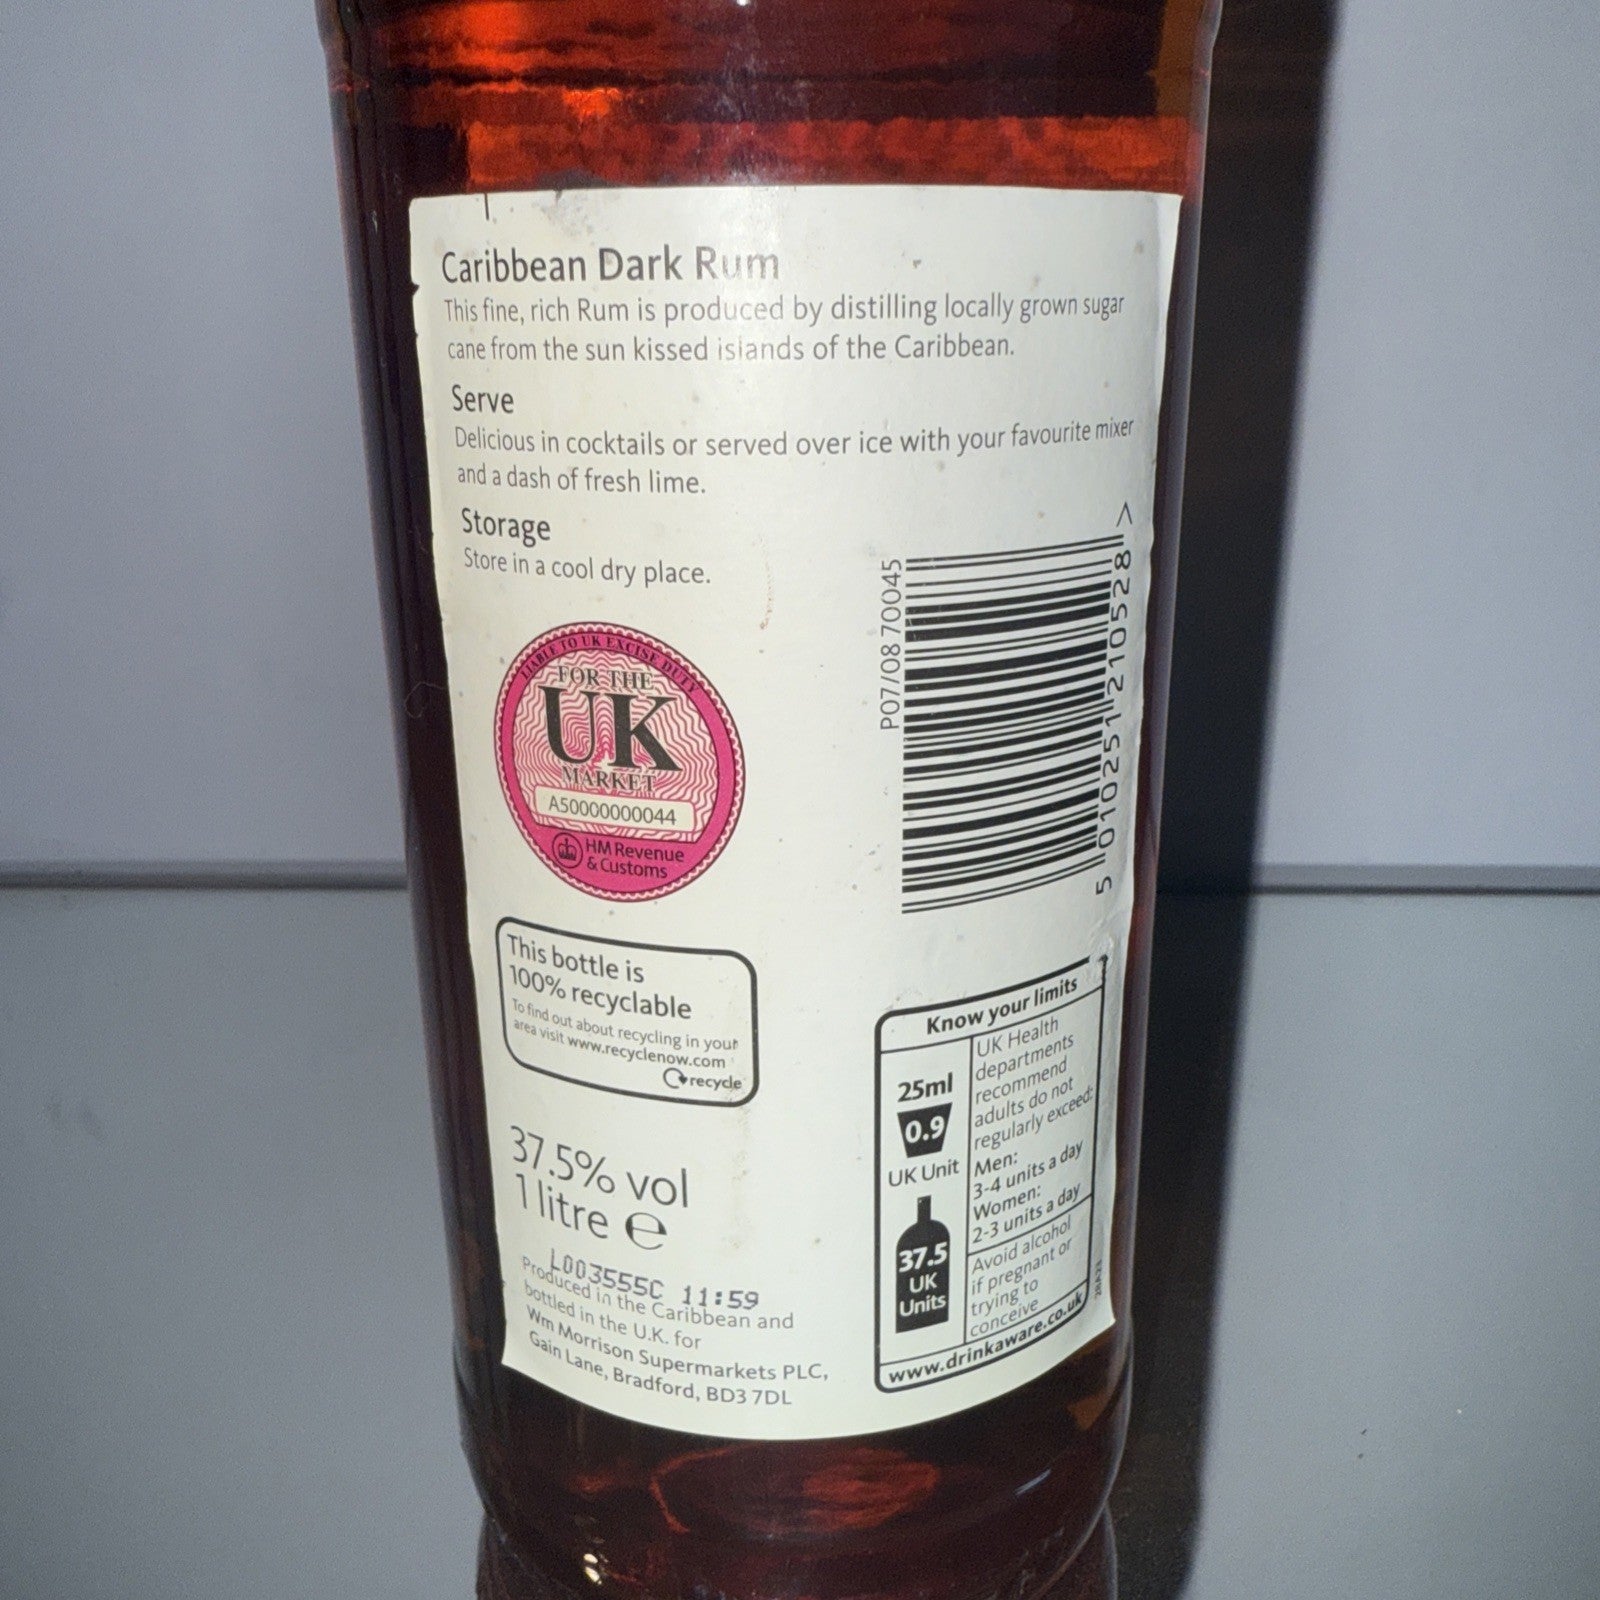 Caribbean Dark Rum
This fine, rich Rum is produced by distilling locally grown sugar
cane from the sun kissed islands of the Caribbean.
Serve
Delicious in cocktails or served over ice with your favourite mixer
and a dash of fresh lime.
Storage
Store in a cool dry place.
LIABLE TO UK EXCISE DUTY
FOR THE
UK
MARKET
A50000000044
HM Revenue
& Customs
P07/08 70045
5 010251 210528 >
This bottle is
100% recyclable
To find out about recycling in your
area visit www.recyclenow.com
recycle
37.5% vol
1 litre e
L003555C 11:59
Produced in the Caribbean and
bottled in the U.K. for
Wm Morrison Supermarkets PLC,
Gain Lane, Bradford, BD3 7DL
Know your limits
25ml
0.9
UK Unit
37.5
UK
Units
UK Health
departments
recommend
adults do not
regularly exceed:
Men:
3-4 units a day
Women:
2-3 units a day
Avoid alcohol
if pregnant or
trying to
conceive
www.drinkaware.co.uk